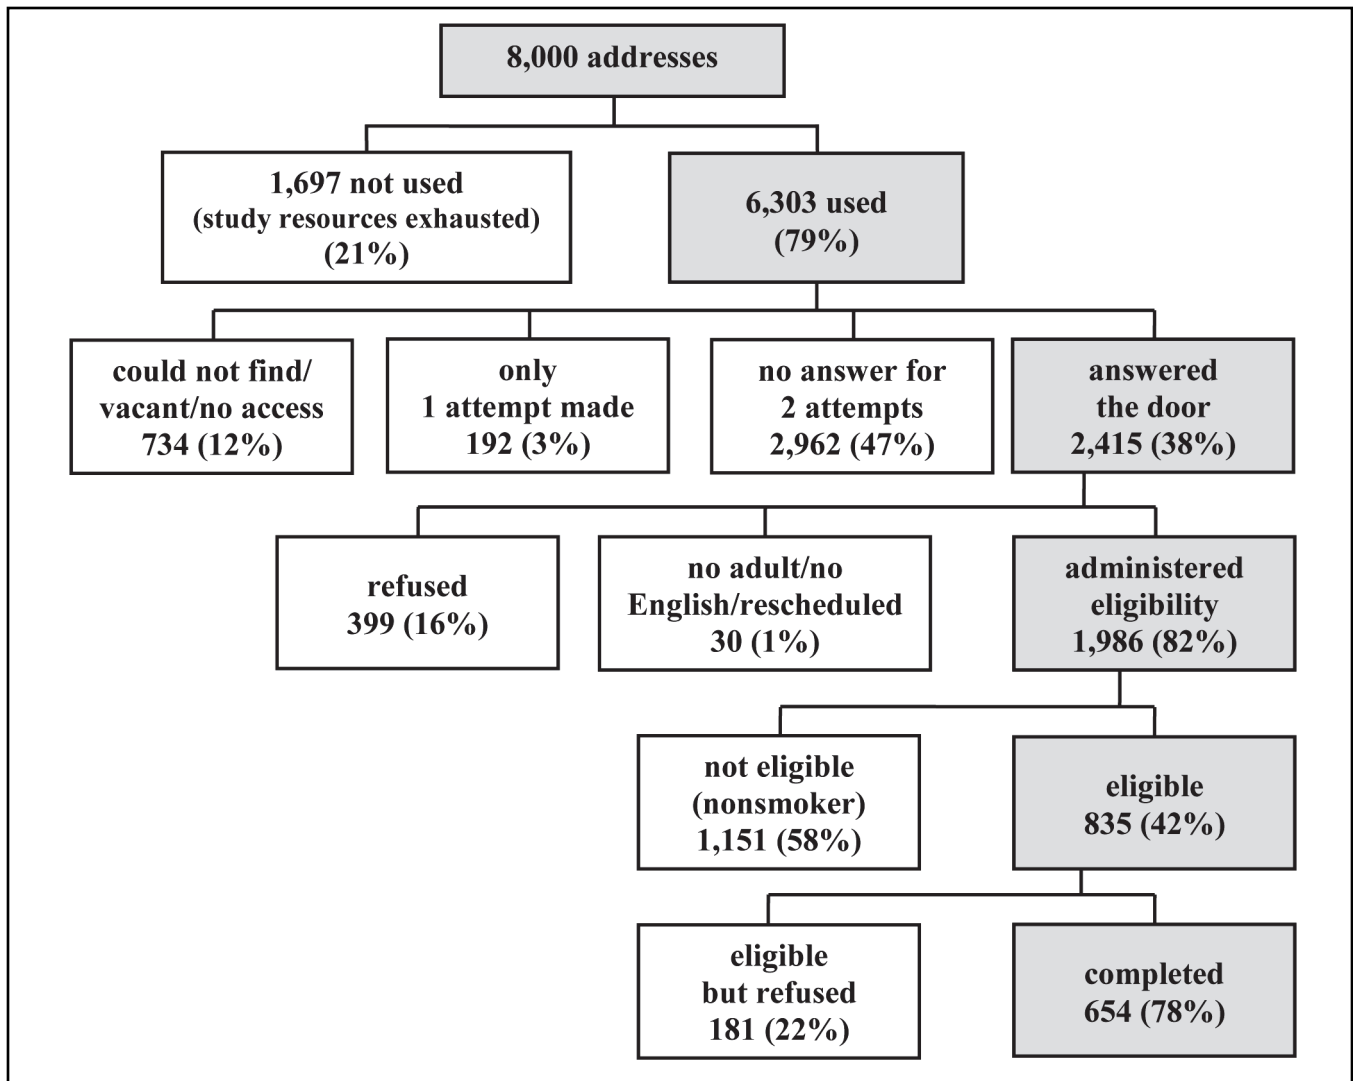 8,000 addresses
1,697 not used
(study resources exhausted)
(21%)
6,303 used
(79%)
could not find/
vacant/no access
734 (12%)
only
1 attempt made
192 (3%)
no answer for
2 attempts
2,962 (47%)
answered
the door
2,415 (38%)
refused
399 (16%)
no adult/no
English/rescheduled
30 (1%)
administered
eligibility
1,986 (82%)
not eligible
(nonsmoker)
1,151 (58%)
eligible
835 (42%)
eligible
but refused
181 (22%)
completed
654 (78%)